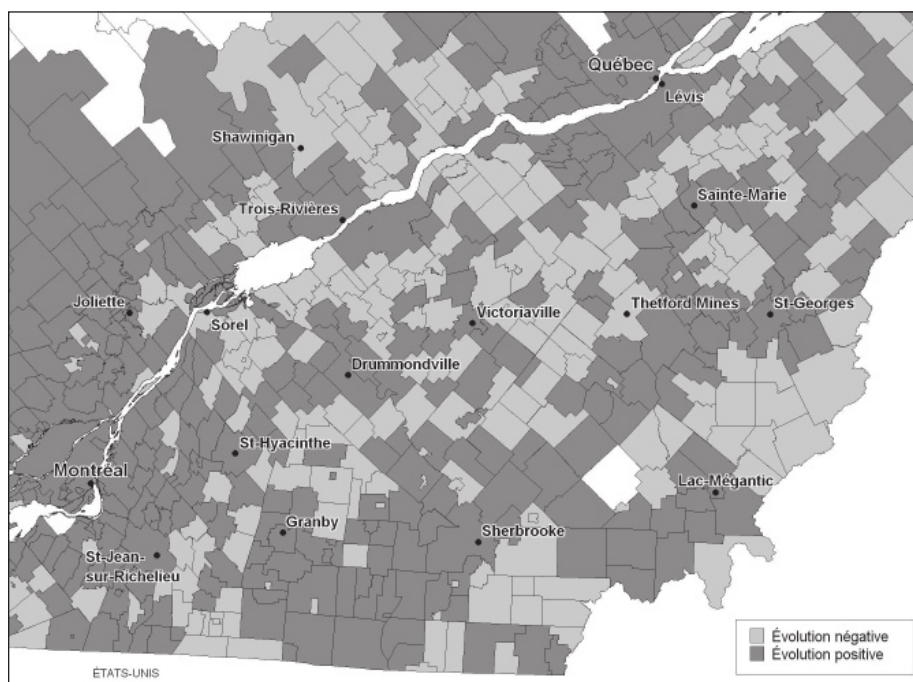 Québec
Lévis
Shawinigan
Sainte-Marie
Trois-Rivières
Joliette
Sorel
Victoriaville
Thetford Mines
St-Georges
Drummondville
St-Hyacinthe
Montréal
Lac-Mégantic
Granby
Sherbrooke
St-Jean-
sur-Richelieu
Évolution négative
Évolution positive
ÉTATS-UNIS